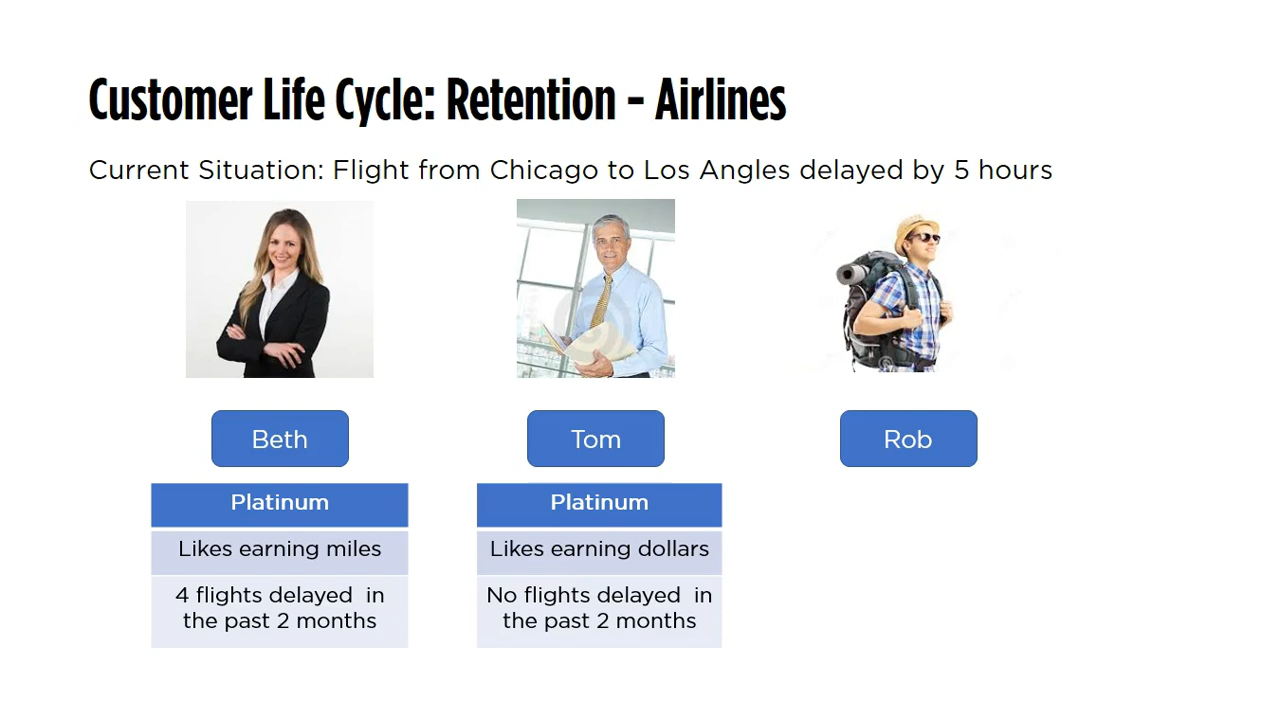 Customer Life Cycle: Retention – Airlines
Current Situation: Flight from Chicago to Los Angles delayed by 5 hours
Beth
Tom
Rob
Platinum
Likes earning miles
4 flights delayed in
the past 2 months
Platinum
Likes earning dollars
No flights delayed in
the past 2 months